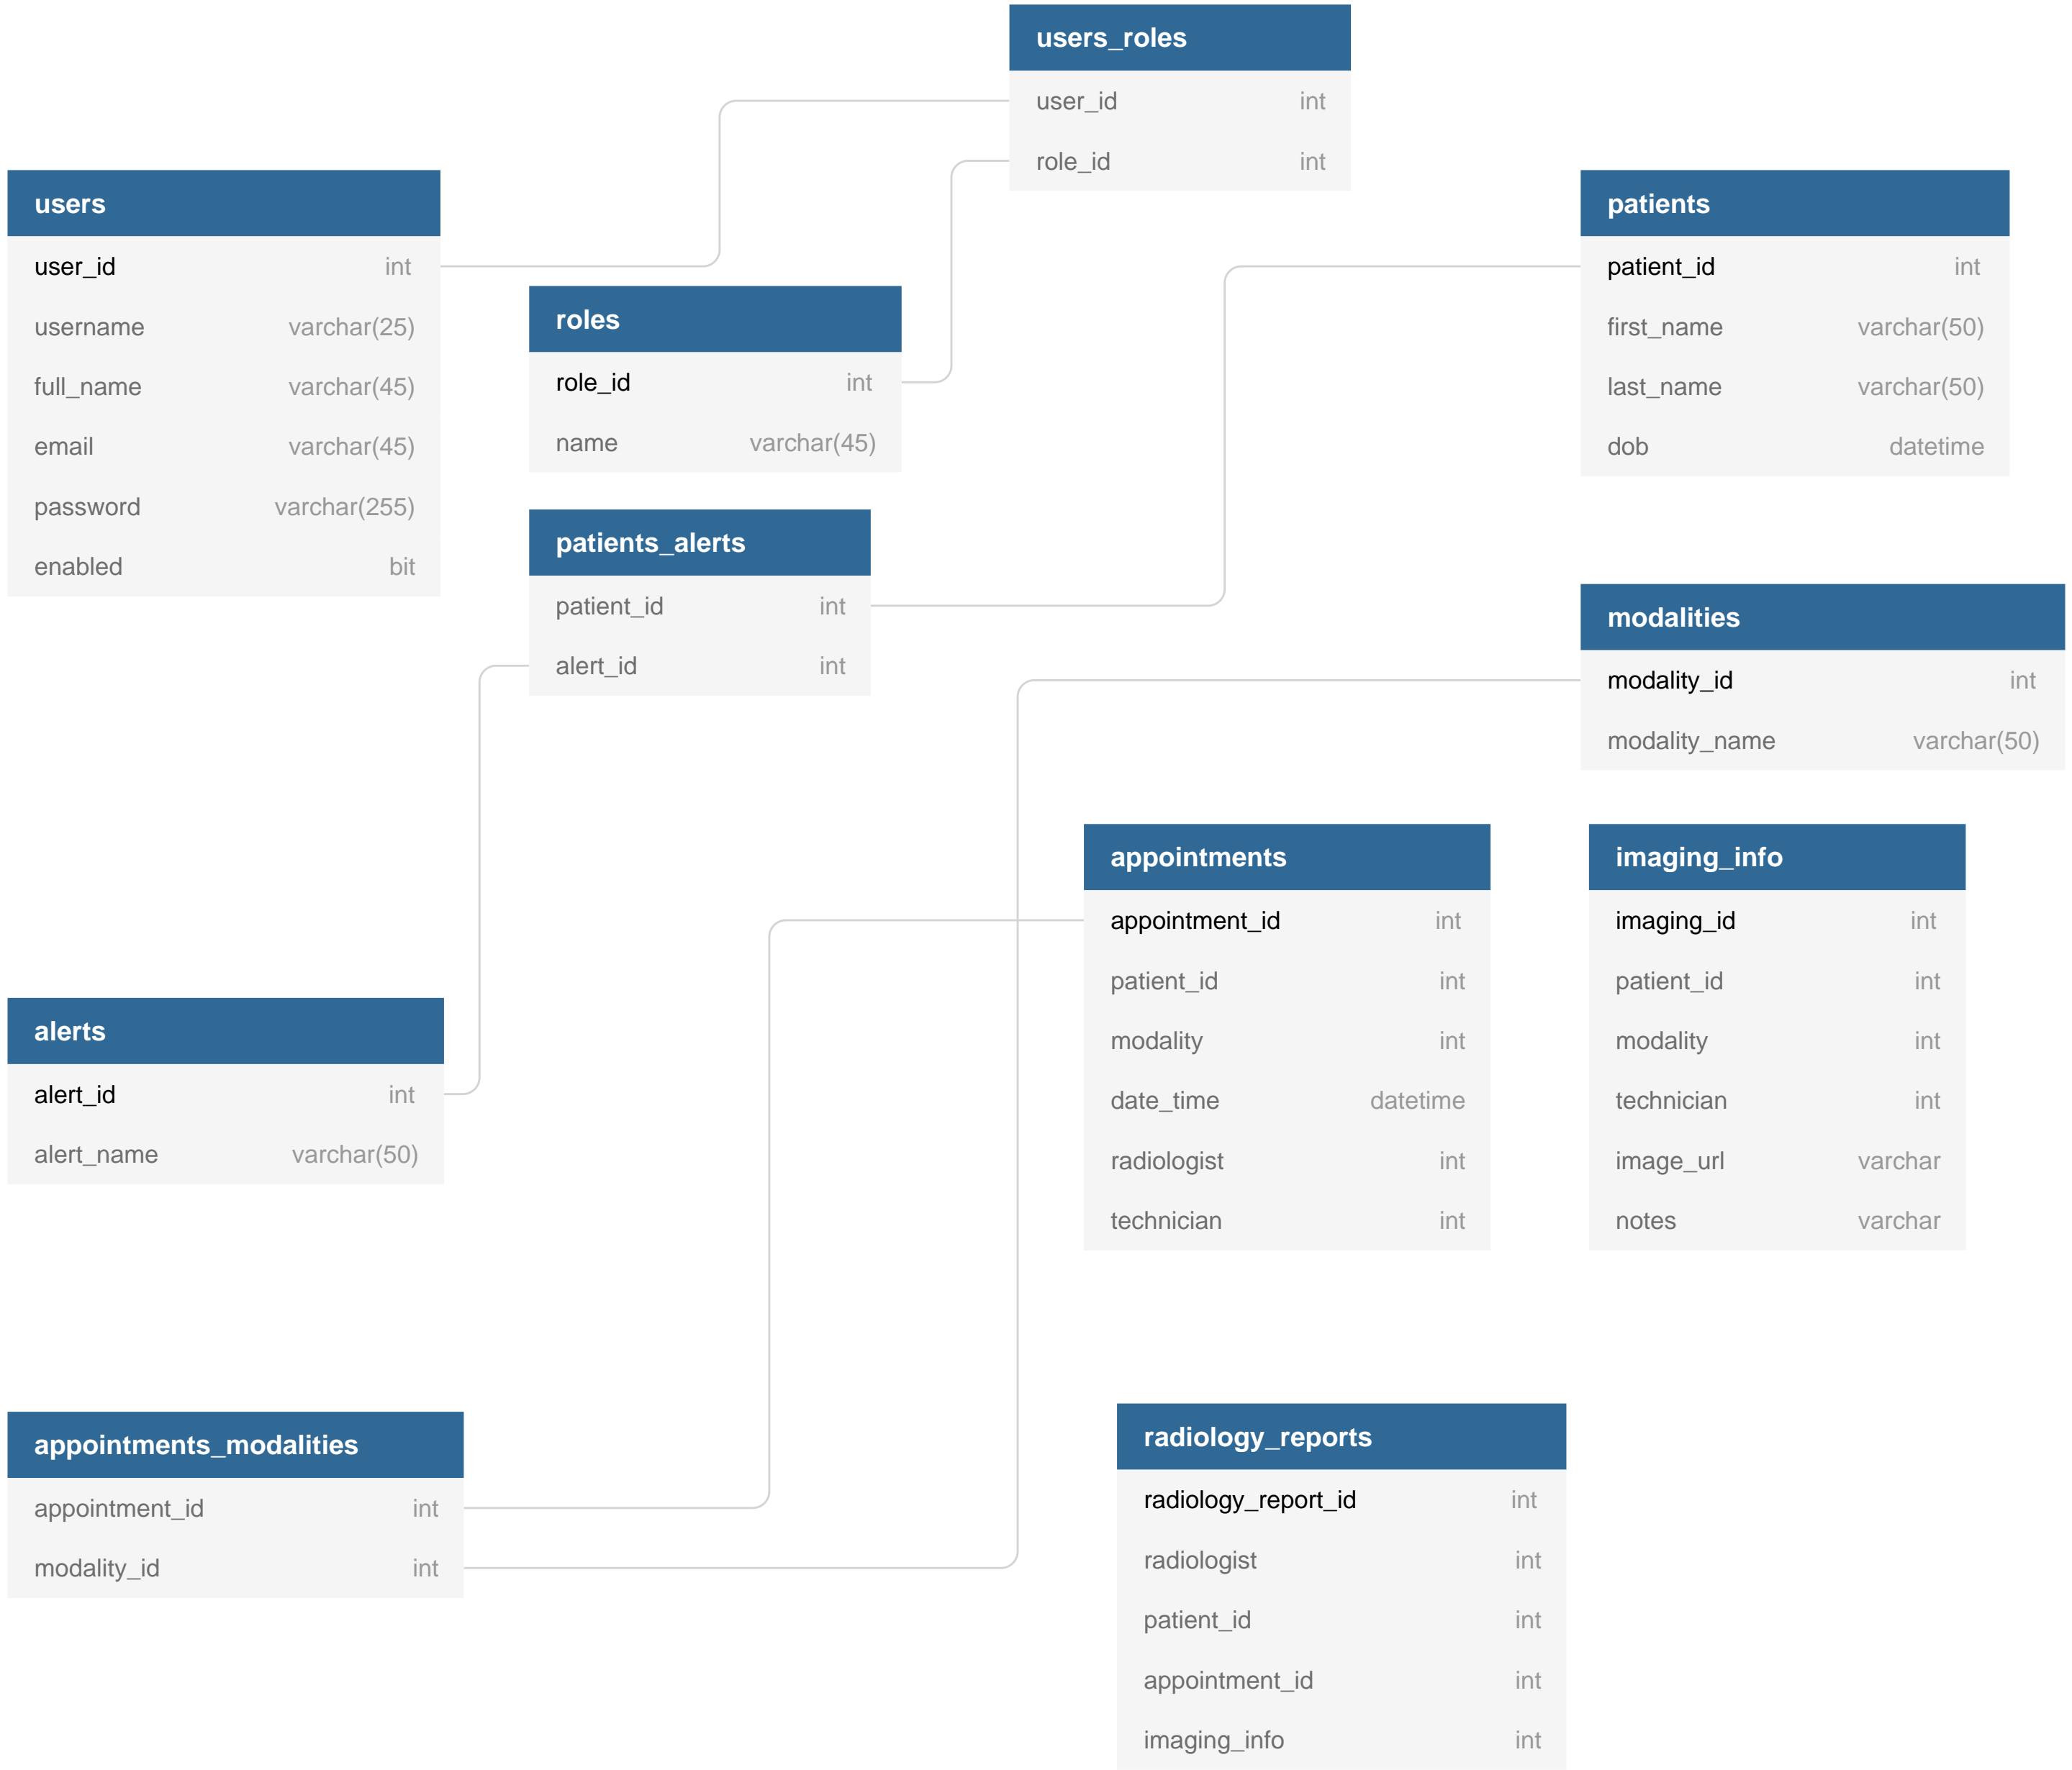 users_roles
user_id int
role_id int
users
user_id int
username varchar(25)
full_name varchar(45)
email varchar(45)
password varchar(255)
enabled bit
roles
role_id int
name varchar(45)
patients
patient_id int
first_name varchar(50)
last_name varchar(50)
dob datetime
patients_alerts
patient_id int
alert_id int
modalities
modality_id int
modality_name varchar(50)
appointments
appointment_id int
patient_id int
modality int
date_time datetime
radiologist int
technician int
imaging_info
imaging_id int
patient_id int
modality int
technician int
image_url varchar
notes varchar
alerts
alert_id int
alert_name varchar(50)
appointments_modalities
appointment_id int
modality_id int
radiology_reports
radiology_report_id int
radiologist int
patient_id int
appointment_id int
imaging_info int